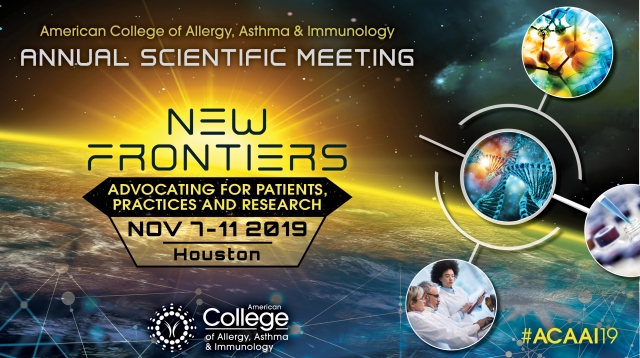 American College of Allergy, Asthma & Immunology
ANNUAL SCIENTIFIC MEETING
NEW
FRONTIERS
ADVOCATING FOR PATIENTS,
PRACTICES AND RESEARCH
NOV 7-11 2019
Houston
American
College
of Allergy, Asthma
& Immunology
#ACAAI19